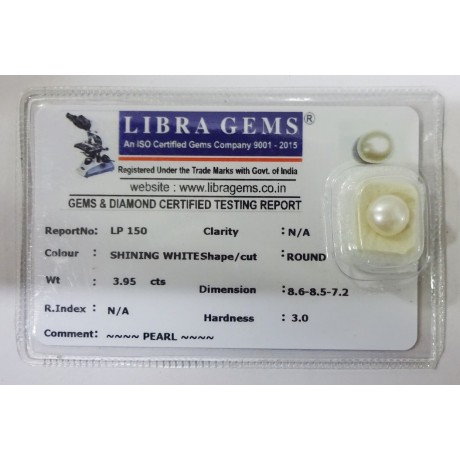 LIBRA GEMS®
An ISO Certified Gems Company 9001 - 2015
Registered Under the Trade Marks with Govt. of India
website : www.libragems.co.in
GEMS & DIAMOND CERTIFIED TESTING REPORT
ReportNo: LP 150 Clarity : N/A
Colour : SHINING WHITE Shape/cut : ROUND
Wt : 3.95 cts Dimension : 8.6-8.5-7.2
R.Index : N/A Hardness : 3.0
Comment: ~~~~ PEARL ~~~~